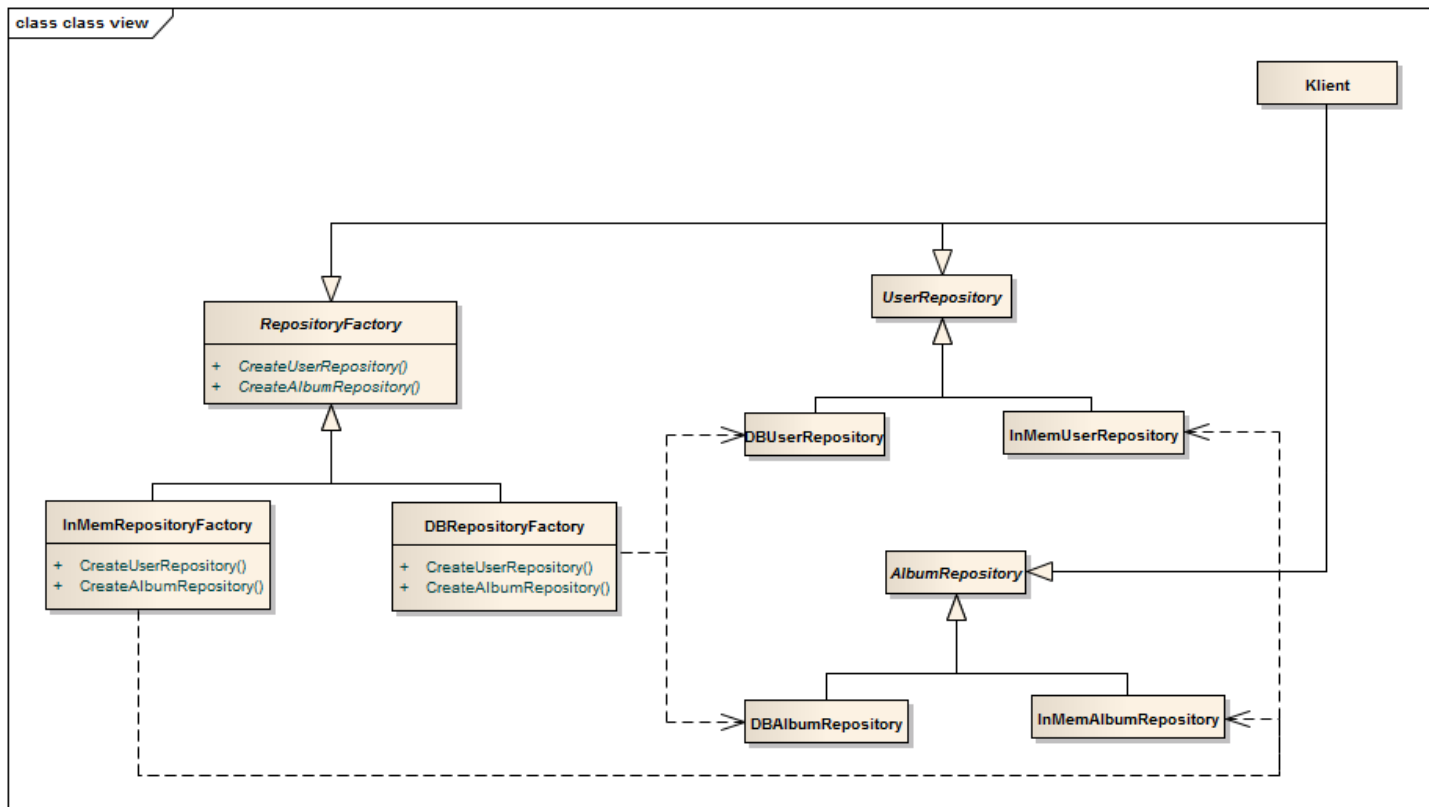 class class view
Klient
UserRepository
RepositoryFactory
+ CreateUserRepository()
+ CreateAlbumRepository()
DBUserRepository
InMemUserRepository
InMemRepositoryFactory
+ CreateUserRepository()
+ CreateAlbumRepository()
DBRepositoryFactory
+ CreateUserRepository()
+ CreateAlbumRepository()
AlbumRepository
DBAlbumRepository
InMemAlbumRepository